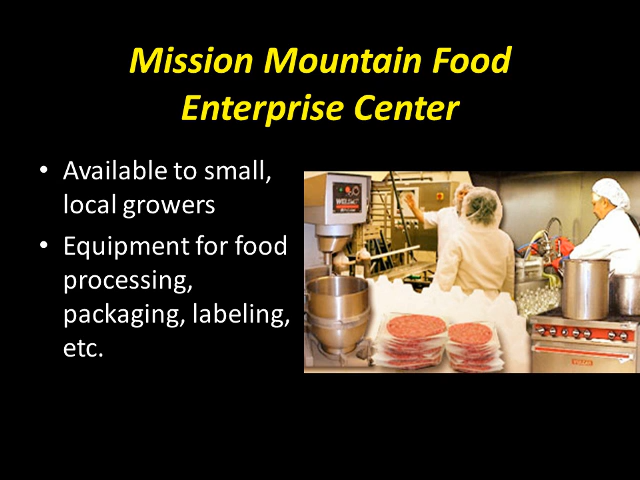 Mission Mountain Food
Enterprise Center
• Available to small,
local growers
• Equipment for food
processing,
packaging, labeling,
etc.